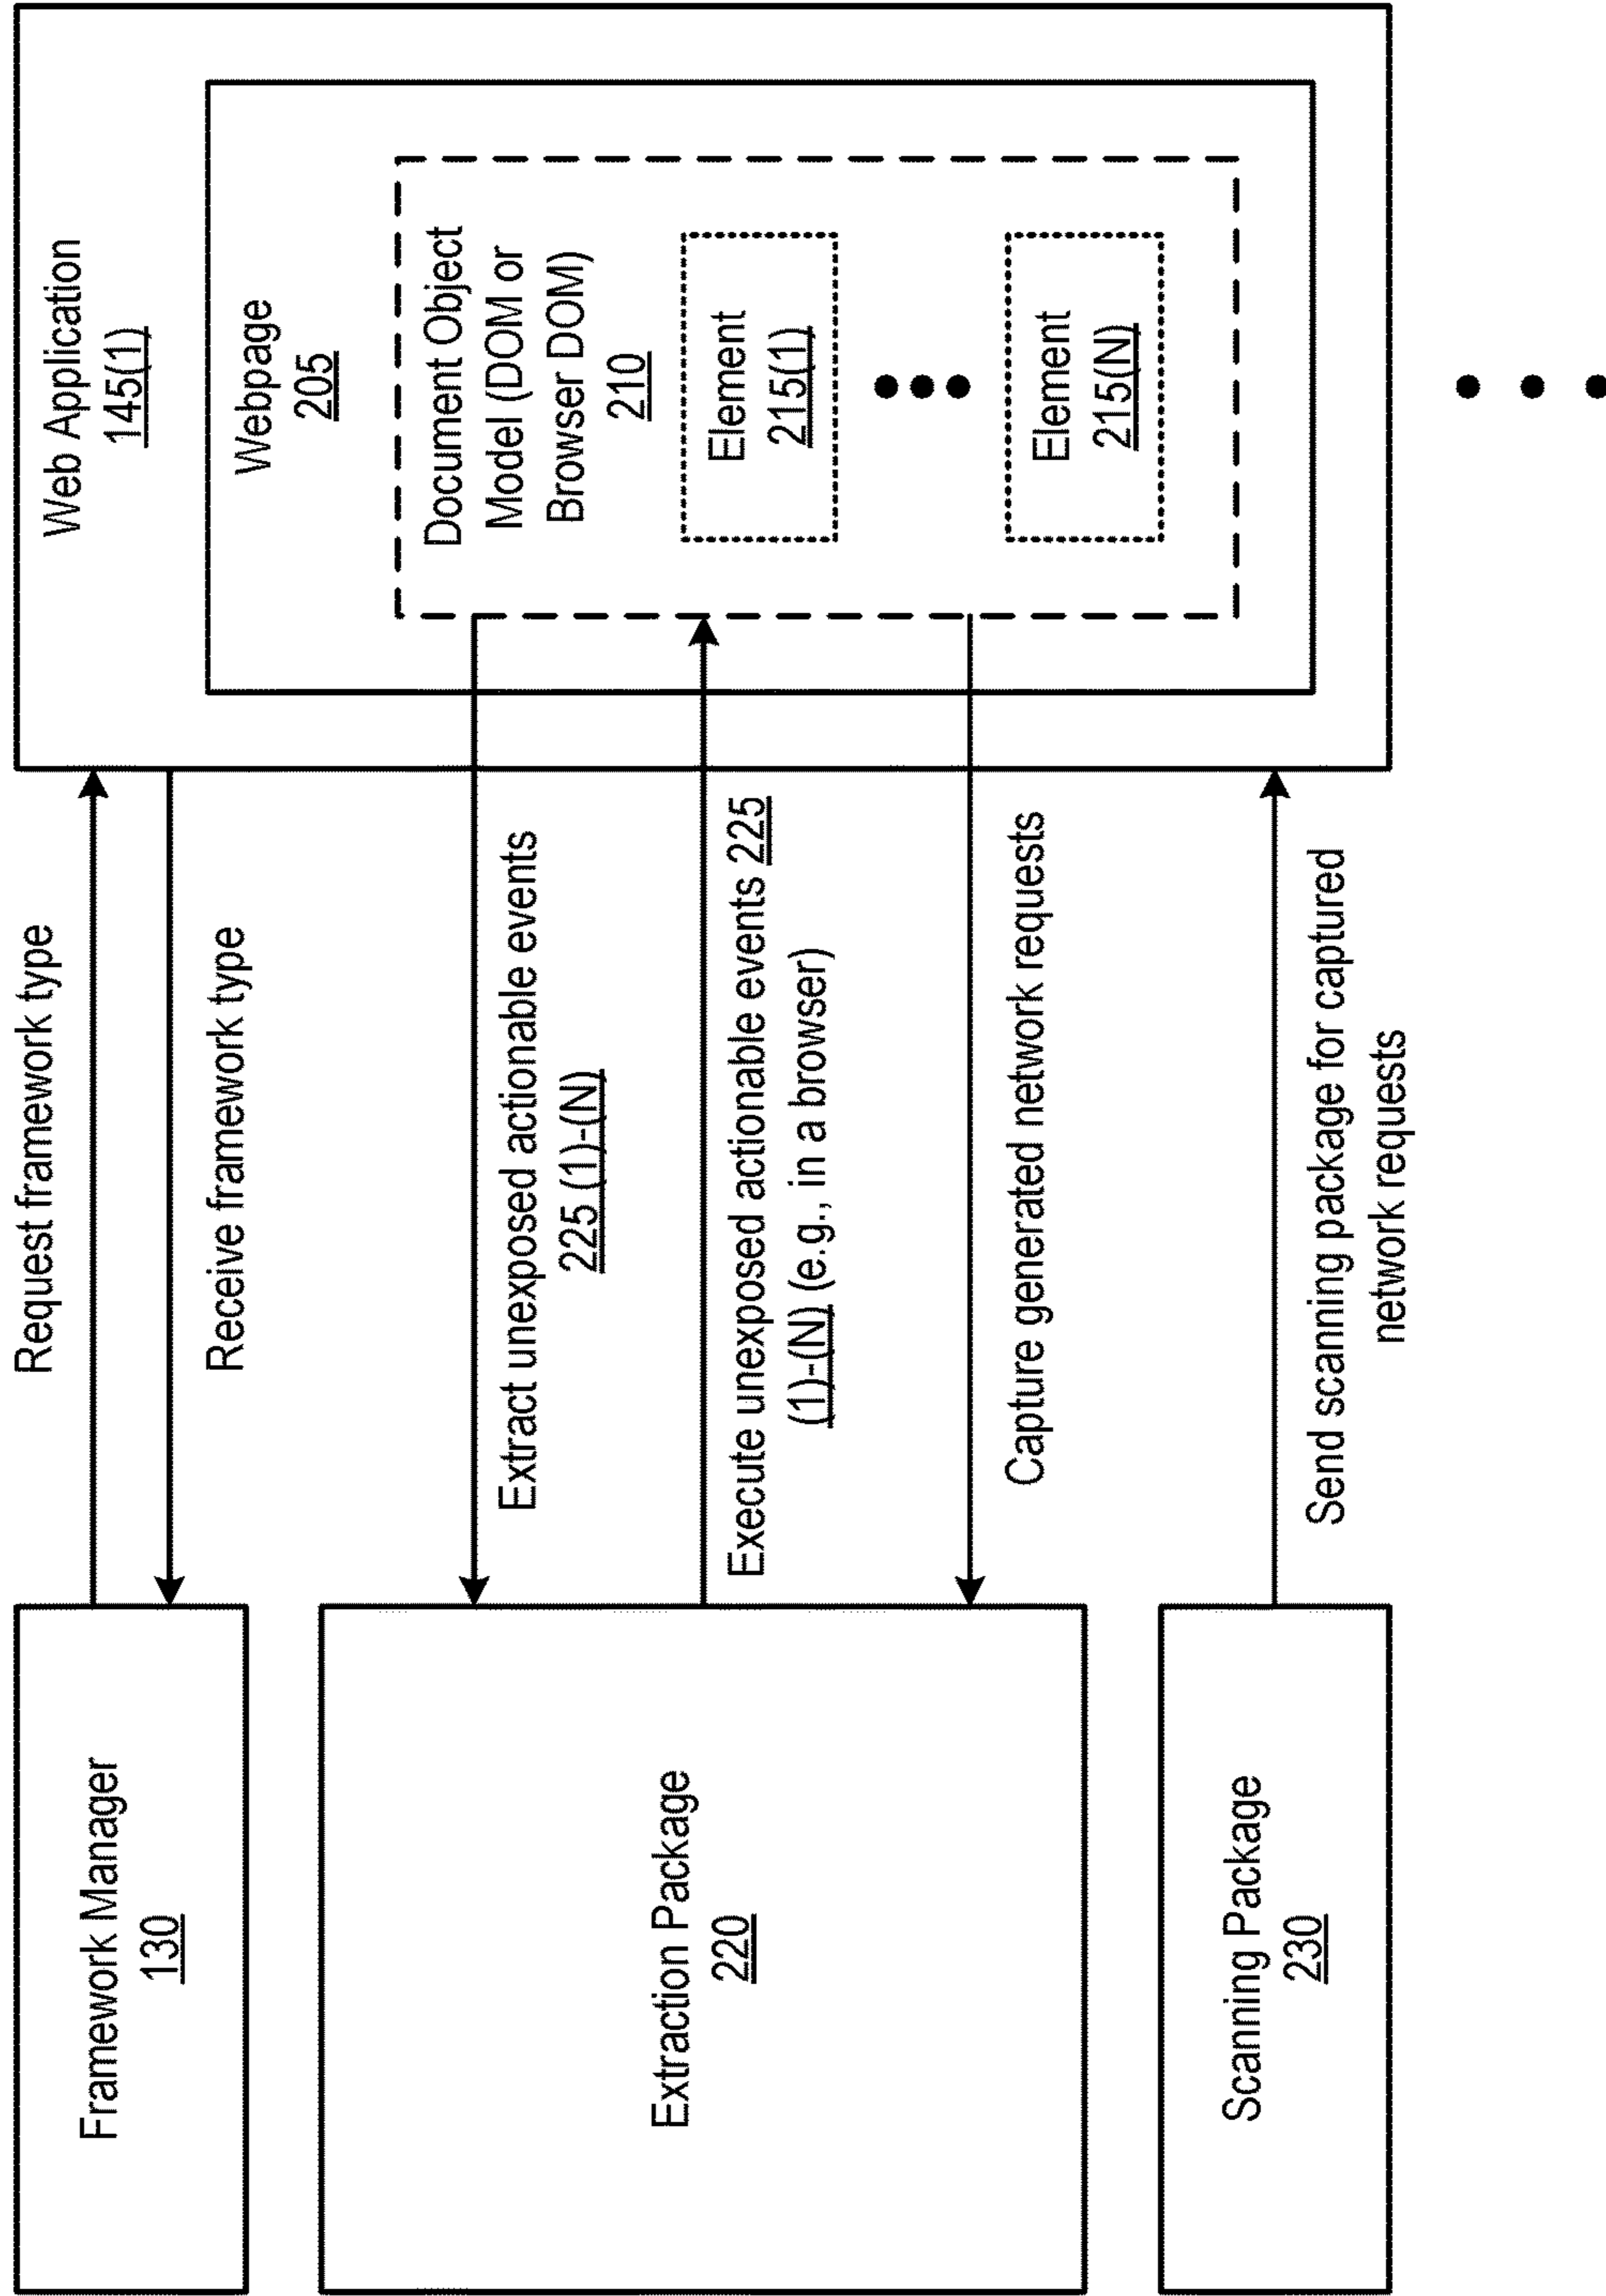 Framework Manager
130
Request framework type
Receive framework type
Web Application
145(1)
Webpage
205
Document Object
Model (DOM or
Browser DOM)
210
Element
215(1)
Element
215(N)
Extraction Package
220
Extract unexposed actionable events
225 (1)-(N)
Execute unexposed actionable events 225
(1)-(N) (e.g., in a browser)
Capture generated network requests
Scanning Package
230
Send scanning package for captured
network requests